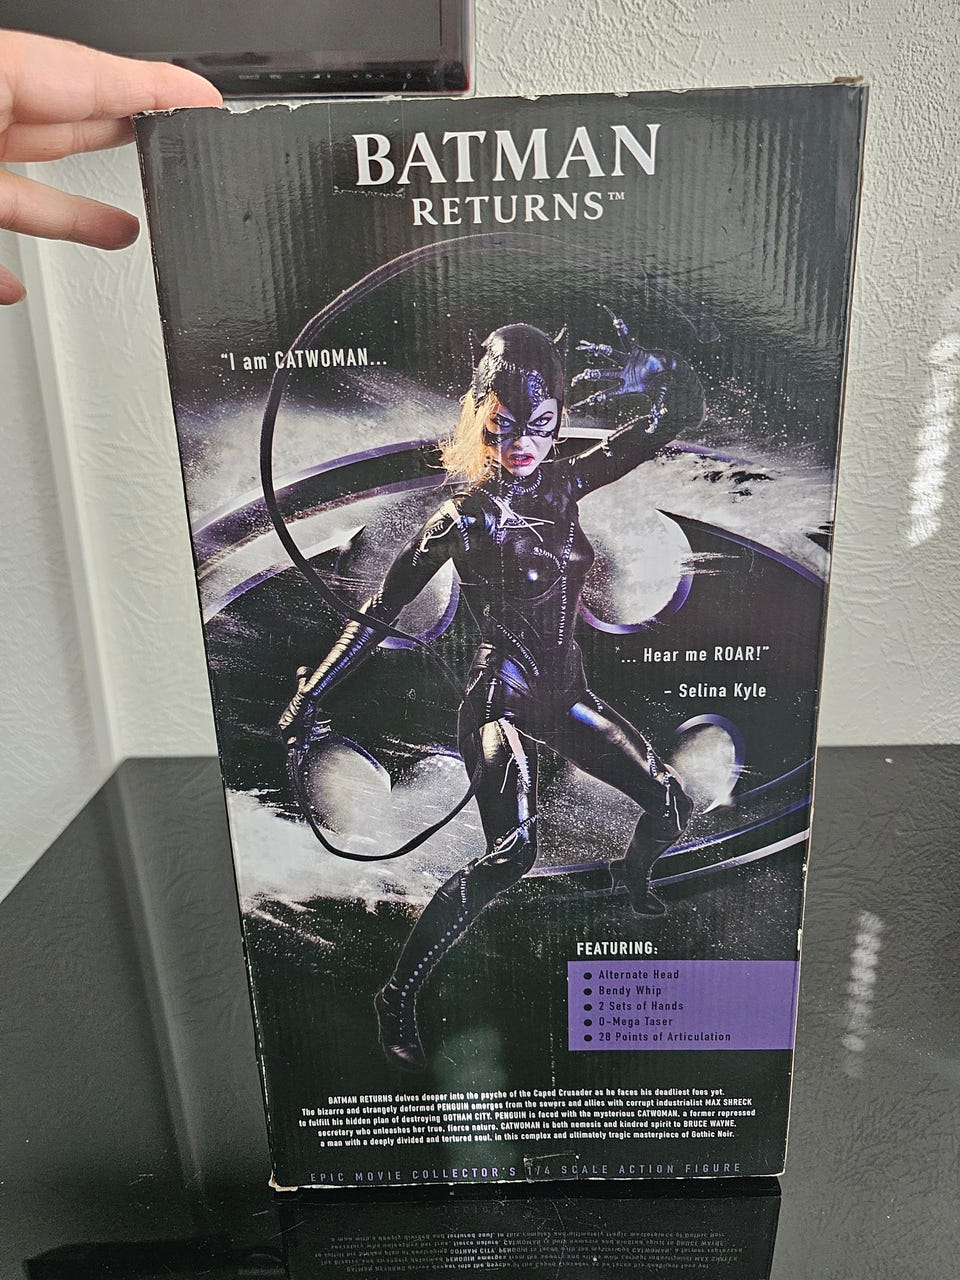 BATMAN
RETURNS™
"I am CATWOMAN...
... Hear me ROAR!"
- Selina Kyle
FEATURING:
● Alternate Head
● Bendy Whip
● 2 Sets of Hands
● O-Mega Taser
● 28 Points of Articulation
BATMAN RETURNS delves deeper into the psyche of the Caped Crusader as he faces his deadliest foes yet.
The bizarre and strangely deformed PENGUIN emerges from the sewers and allies with corrupt industrialist MAX SHRECK
to fulfill his hidden plan of destroying GOTHAM CITY. PENGUIN is faced with the mysterious CATWOMAN, a former repressed
secretary who unleashes her true, fierce nature. CATWOMAN is both nemesis and kindred spirit to BRUCE WAYNE,
a man with a deeply divided and tortured soul, in this complex and ultimately tragic masterpiece of Gothic Noir.
EPIC MOVIE COLLECTOR'S 1/4 SCALE ACTION FIGURE